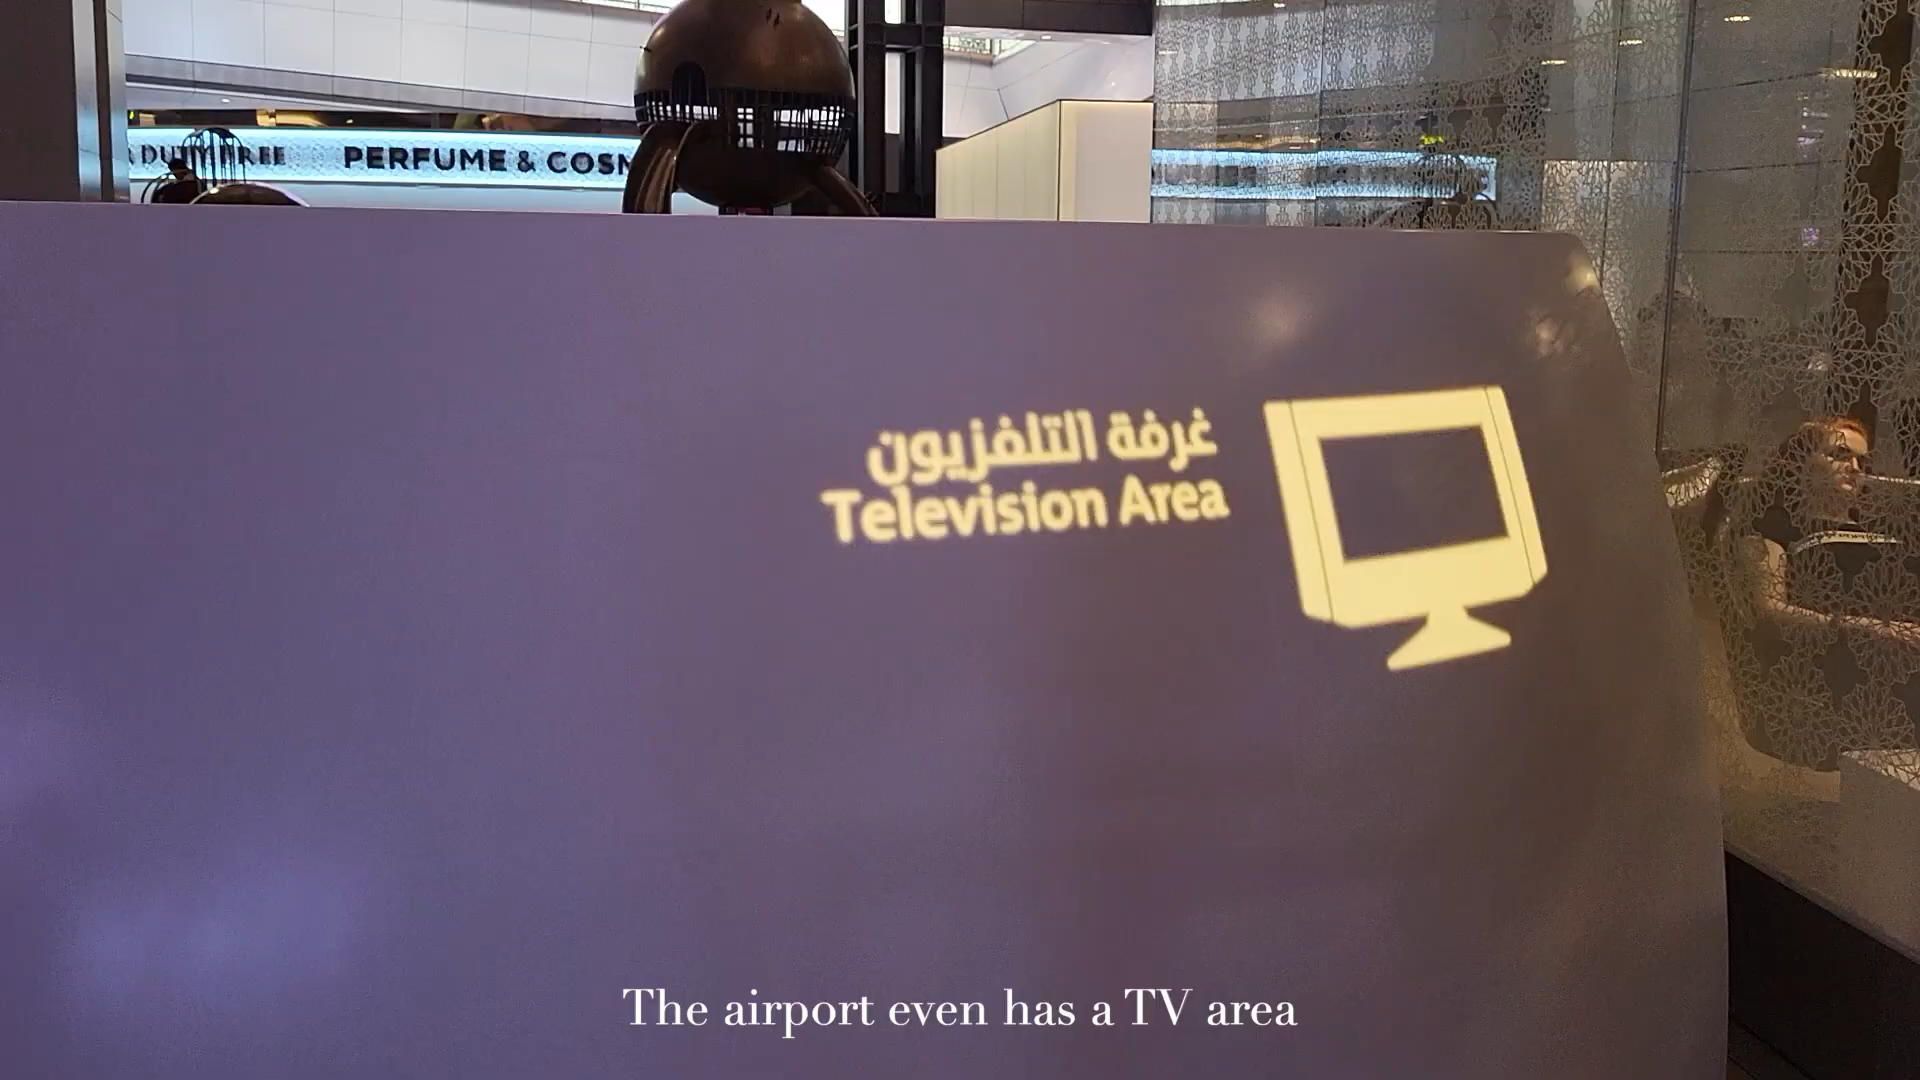 DUTY FREE PERFUME & COSM
غرفة التلفزيون
Television Area
The airport even has a TV area